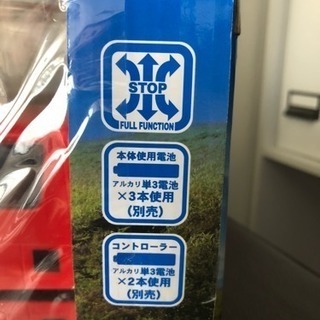 STOP
FULL FUNCTION
本体使用電池
アルカリ単3電池
×3本使用
(別売)
コントローラー
アルカリ単3電池
×2本使用
(別売)